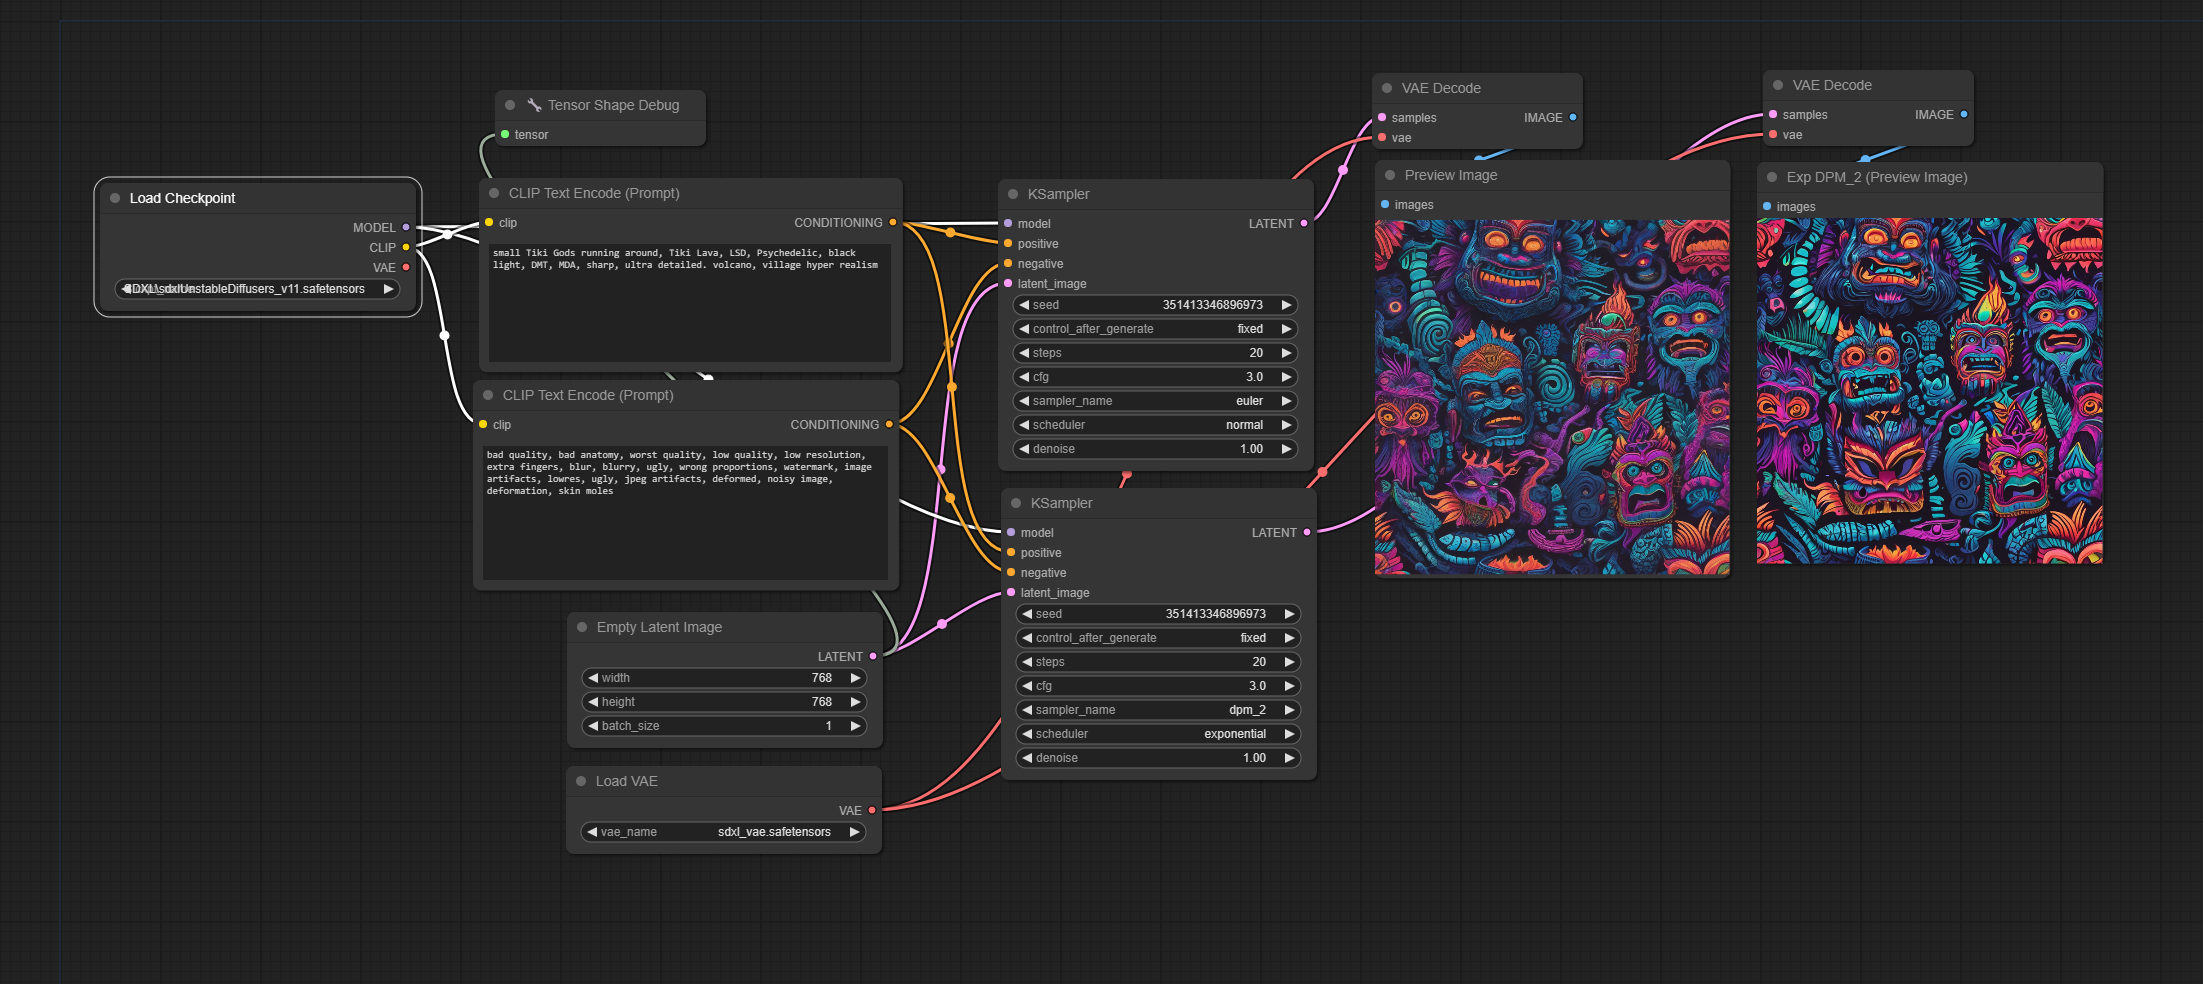 Load Checkpoint
MODEL
CLIP
VAE
Tensor Shape Debug
tensor
CLIP Text Encode (Prompt)
clip CONDITIONING
small Tiki Gods running around, Tiki Lava, LSD, Psychedelic, black
light, DMT, MDA, sharp, ultra detailed. volcano, village hyper realism
CLIP Text Encode (Prompt)
clip CONDITIONING
bad quality, bad anatomy, worst quality, low quality, low resolution,
extra fingers, blur, blurry, ugly, wrong proportions, watermark, image
artifacts, lowres, ugly, jpeg artifacts, deformed, noisy image,
deformation, skin moles
Empty Latent Image
LATENT
width 768
height 768
batch_size 1
Load VAE
VAE
vae_name sdxl_vae.safetensors
KSampler
model LATENT
positive
negative
latent_image
seed 351413346896973
control_after_generate fixed
steps 20
cfg 3.0
sampler_name euler
scheduler normal
denoise 1.00
KSampler
model LATENT
positive
negative
latent_image
seed 351413346896973
control_after_generate fixed
steps 20
cfg 3.0
sampler_name dpm_2
scheduler exponential
denoise 1.00
VAE Decode
samples IMAGE
vae
Preview Image
images
VAE Decode
samples IMAGE
vae
Exp DPM_2 (Preview Image)
images